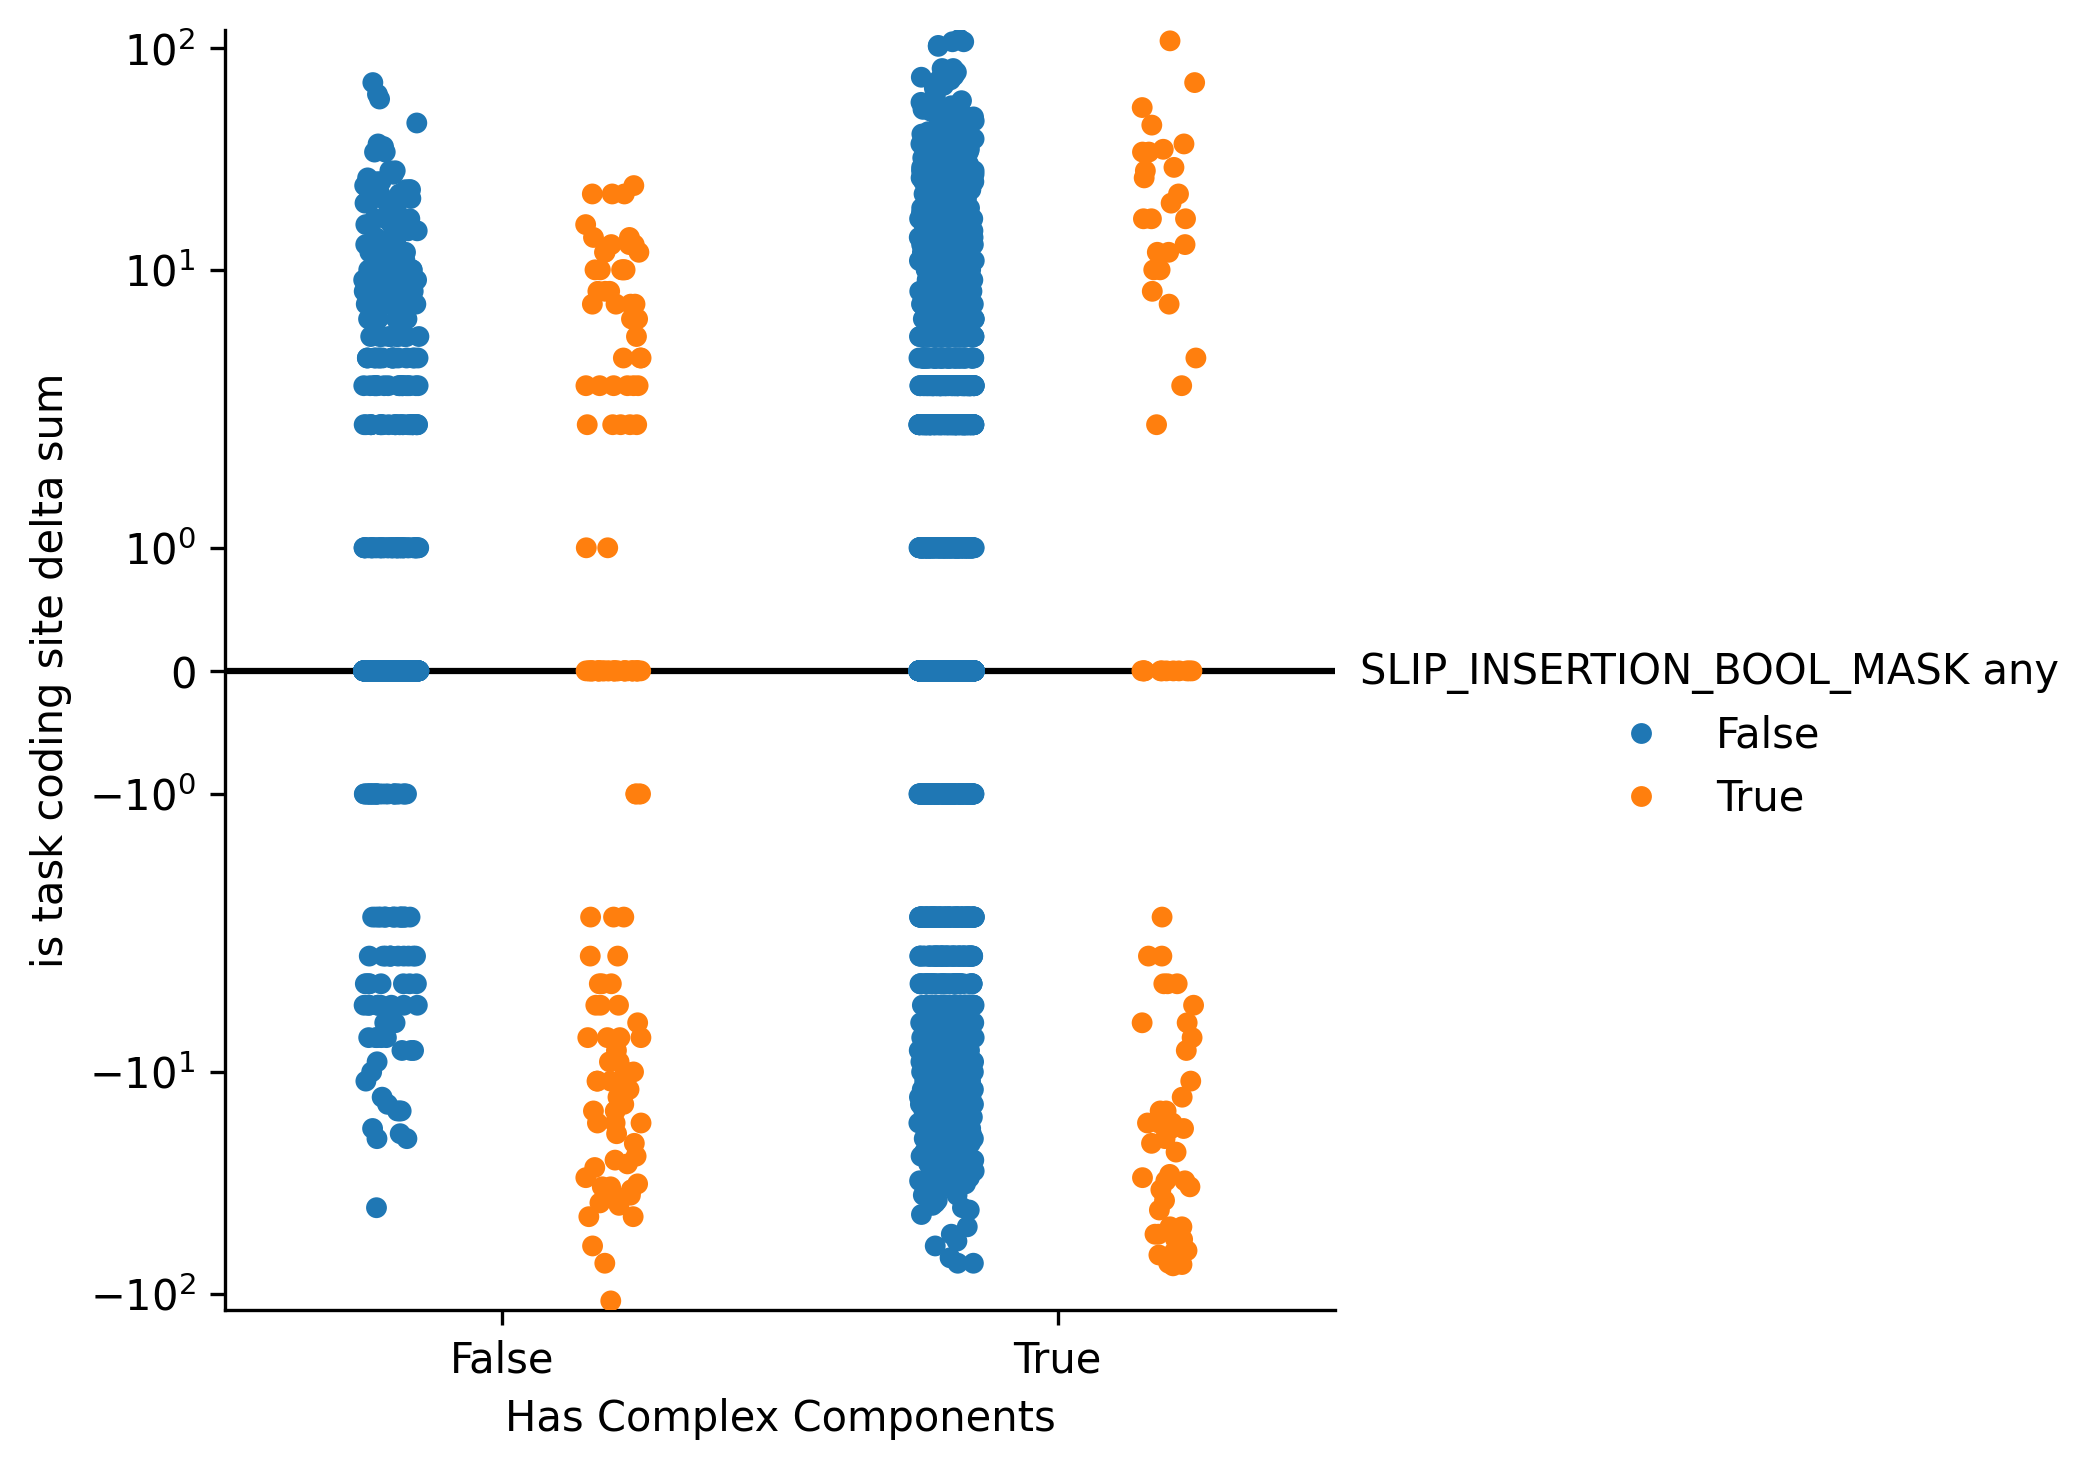 10²
10¹
10⁰
0
−10⁰
−10¹
−10²
is task coding site delta sum
False
True
Has Complex Components
SLIP_INSERTION_BOOL_MASK any
False
True